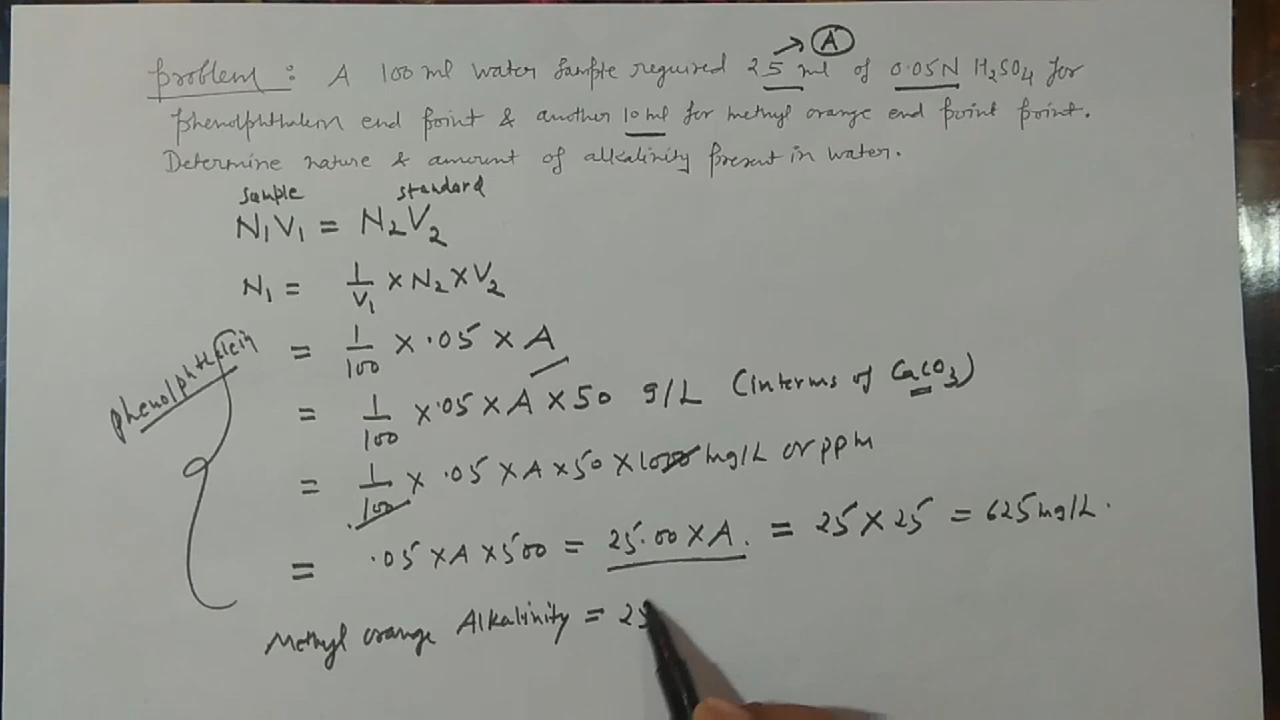 Problem : A 100 ml water sample required 25 ml of 0.05N H2SO4 for
→ A
phenolphthalein end point & another 10 ml for methyl orange end point point.
Determine nature & amount of alkalinity present in water.
sample standard
N1V1 = N2V2
N1 = 1/V1 × N2 × V2
phenolphthalein
= 1/100 × .05 × A
= 1/100 × .05 × A × 50 g/L (interms of CaCO3)
= 1/100 × .05 × A × 50 × 1000 mg/L or ppm
= .05 × A × 500 = 25.00 × A. = 25 × 25 = 625 mg/L.
Methyl orange Alkalinity = 25